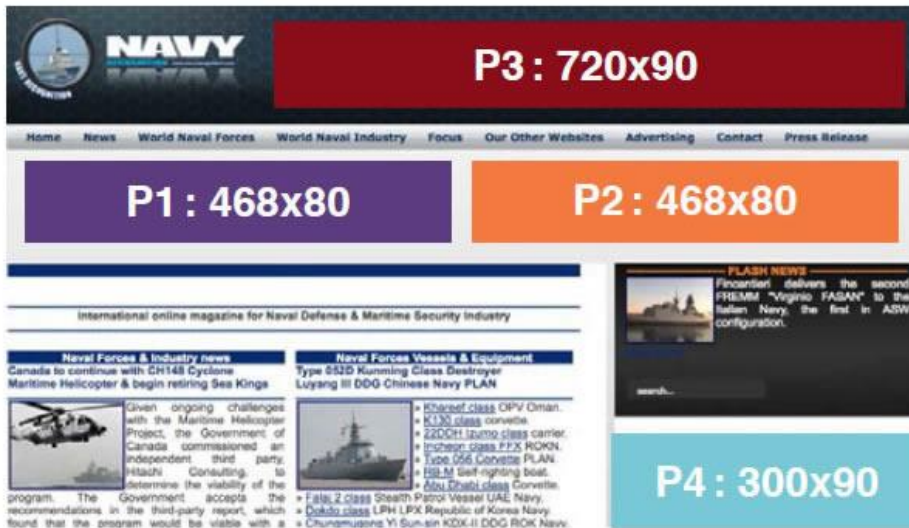 NAVY
P3 : 720x90
NAVY RECOGNITION
Home News World Naval Forces World Naval Industry Focus Our Other Websites Advertising Contact Press Release
P1 : 468x80
P2 : 468x80
International online magazine for Naval Defense & Maritime Security Industry
Naval Forces & Industry news
Canada to continue with CH148 Cyclone
Maritime Helicopter & begin retiring Sea Kings
Given ongoing challenges
with the Maritime Helicopter
Project, the Government of
Canada commissioned an
independent third party,
Hitachi Consulting, to
determine the viability of the
program. The Government accepts the
recommendations in the third-party report, which
found that the program would be viable with a
Naval Forces Vessels & Equipment
Type 052D Kunming Class Destroyer
Luyang III DDG Chinese Navy PLAN
» Khareef class OPV Oman.
» K130 class corvette.
» 22DDH Izumo class carrier.
» Incheon class FFX ROKN.
» Type 056 Corvette PLAN.
» RB-M Self-righting boat.
» Abu Dhabi class Corvette.
» Falaj 2 class Stealth Patrol Vessel UAE Navy.
» Dokdo class LPH LPX Republic of Korea Navy.
» Chungmugong Yi Sun-sin KDX-II DDG ROK Navy.
FLASH NEWS
Fincantieri delivers the second
FREMM "Virginio FASAN" to the
Italian Navy, the first in ASW
configuration.
search...
P4 : 300x90